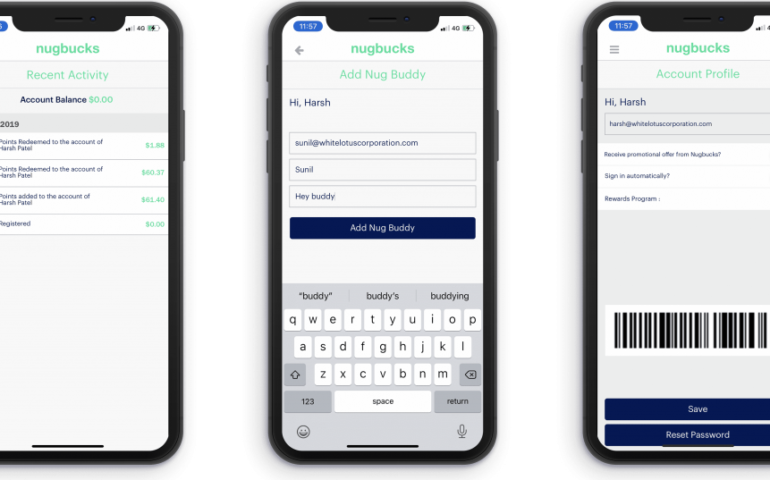 nugbucks
Recent Activity
Account Balance $0.00
2019
Points Redeemed to the account of
Harsh Patel
$1.88
Points Redeemed to the account of
Harsh Patel
$60.37
Points added to the account of
Harsh Patel
$61.40
Registered
$0.00
11:57
4G
nugbucks
Add Nug Buddy
Hi, Harsh
sunil@whitelotuscorporation.com
Sunil
Hey buddy
Add Nug Buddy
"buddy" buddy's buddying
q w e r t y u i o p
a s d f g h j k l
z x c v b n m
123 space return
11:57
nugbucks
Account Profile
Hi, Harsh
harsh@whitelotuscorporation.com
Receive promotional offer from Nugbucks?
Sign in automatically?
Rewards Program :
Save
Reset Password